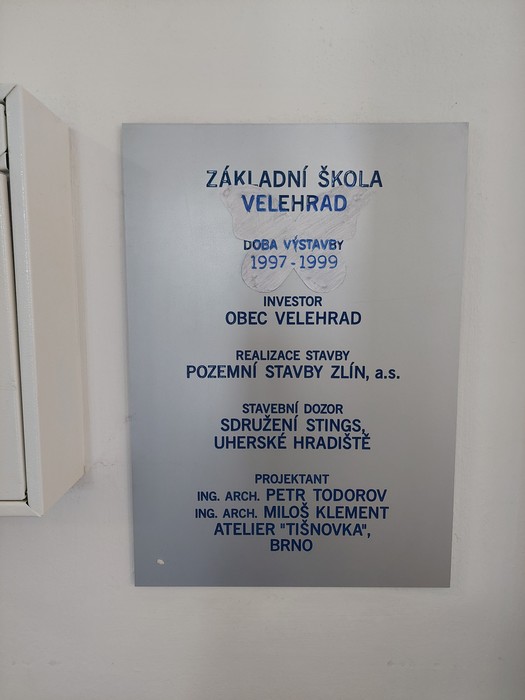 ZÁKLADNÍ ŠKOLA
VELEHRAD
DOBA VÝSTAVBY
1997 - 1999
INVESTOR
OBEC VELEHRAD
REALIZACE STAVBY
POZEMNÍ STAVBY ZLÍN, a.s.
STAVEBNÍ DOZOR
SDRUŽENÍ STINGS,
UHERSKÉ HRADIŠTĚ
PROJEKTANT
ING. ARCH. PETR TODOROV
ING. ARCH. MILOŠ KLEMENT
ATELIER "TIŠNOVKA",
BRNO